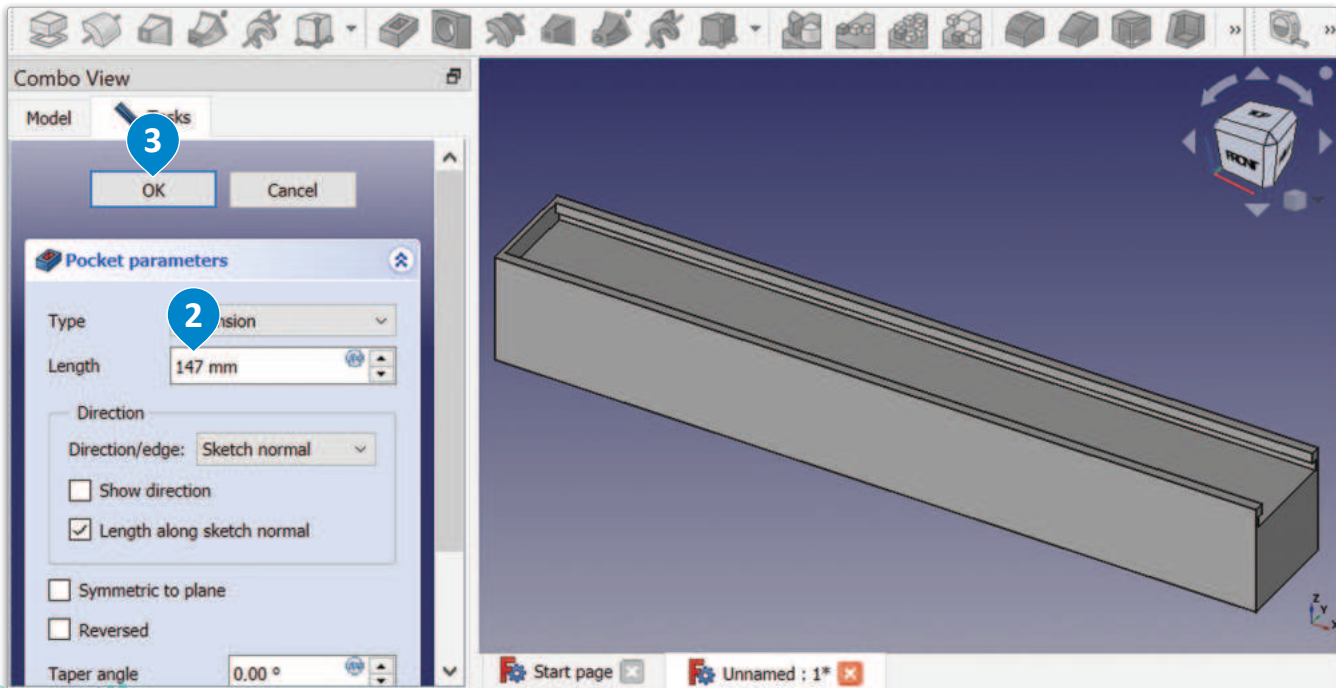 Combo View
Model
3
OK
Cancel
Pocket parameters
Type
2
Length
147 mm
Direction
Direction/edge: Sketch normal
Show direction
Length along sketch normal
Symmetric to plane
Reversed
Taper angle
0.00 °
FRONT
Z
Y
X
Start page
Unnamed : 1*